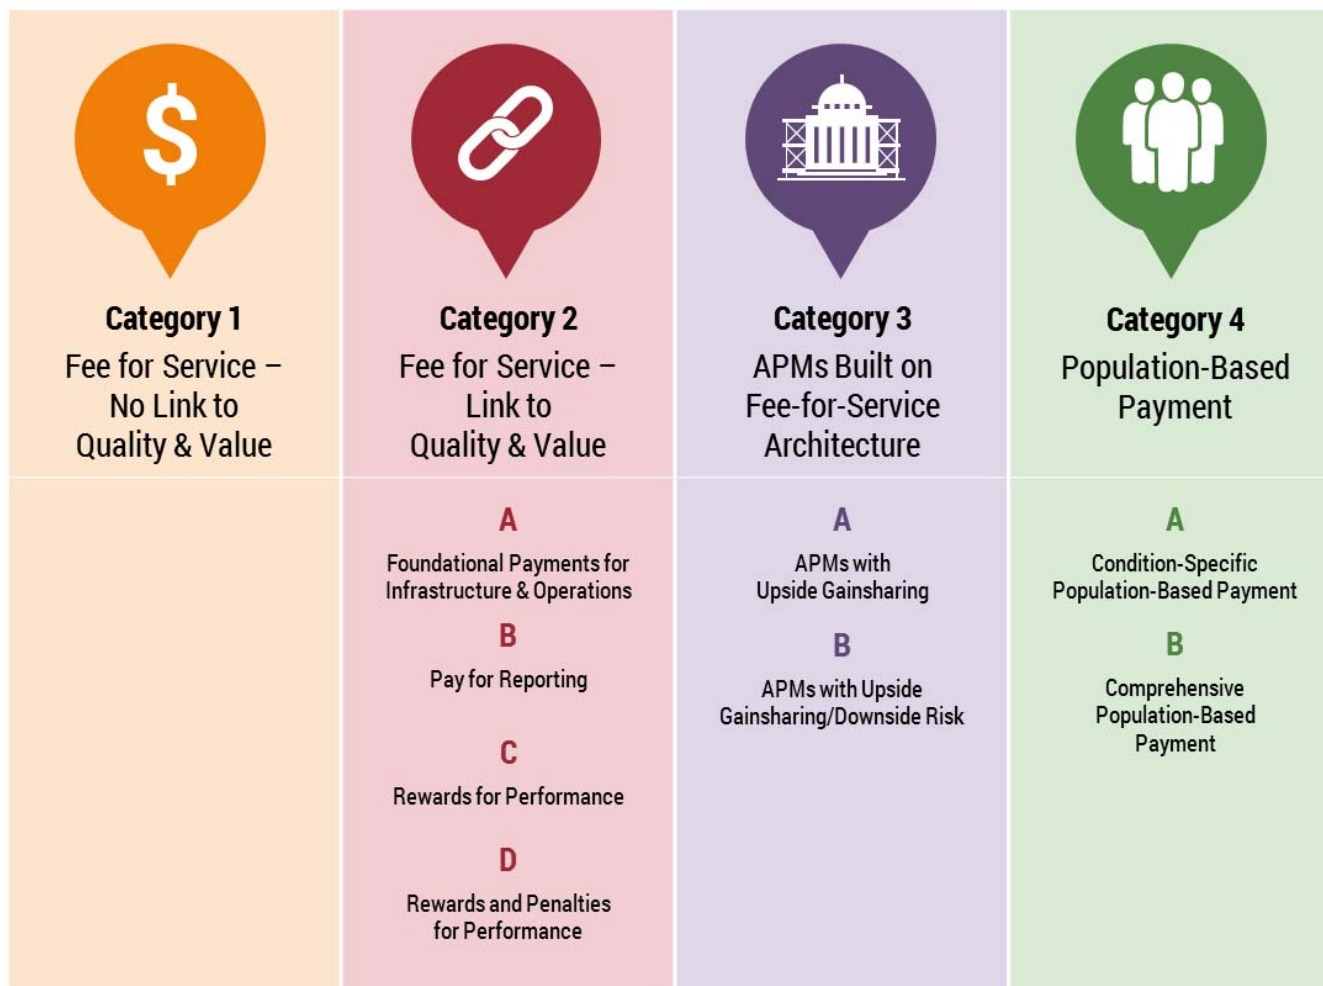 $
Category 1
Fee for Service –
No Link to
Quality & Value
Category 2
Fee for Service –
Link to
Quality & Value
A
Foundational Payments for
Infrastructure & Operations
B
Pay for Reporting
C
Rewards for Performance
D
Rewards and Penalties
for Performance
Category 3
APMs Built on
Fee-for-Service
Architecture
A
APMs with
Upside Gainsharing
B
APMs with Upside
Gainsharing/Downside Risk
Category 4
Population-Based
Payment
A
Condition-Specific
Population-Based Payment
B
Comprehensive
Population-Based
Payment